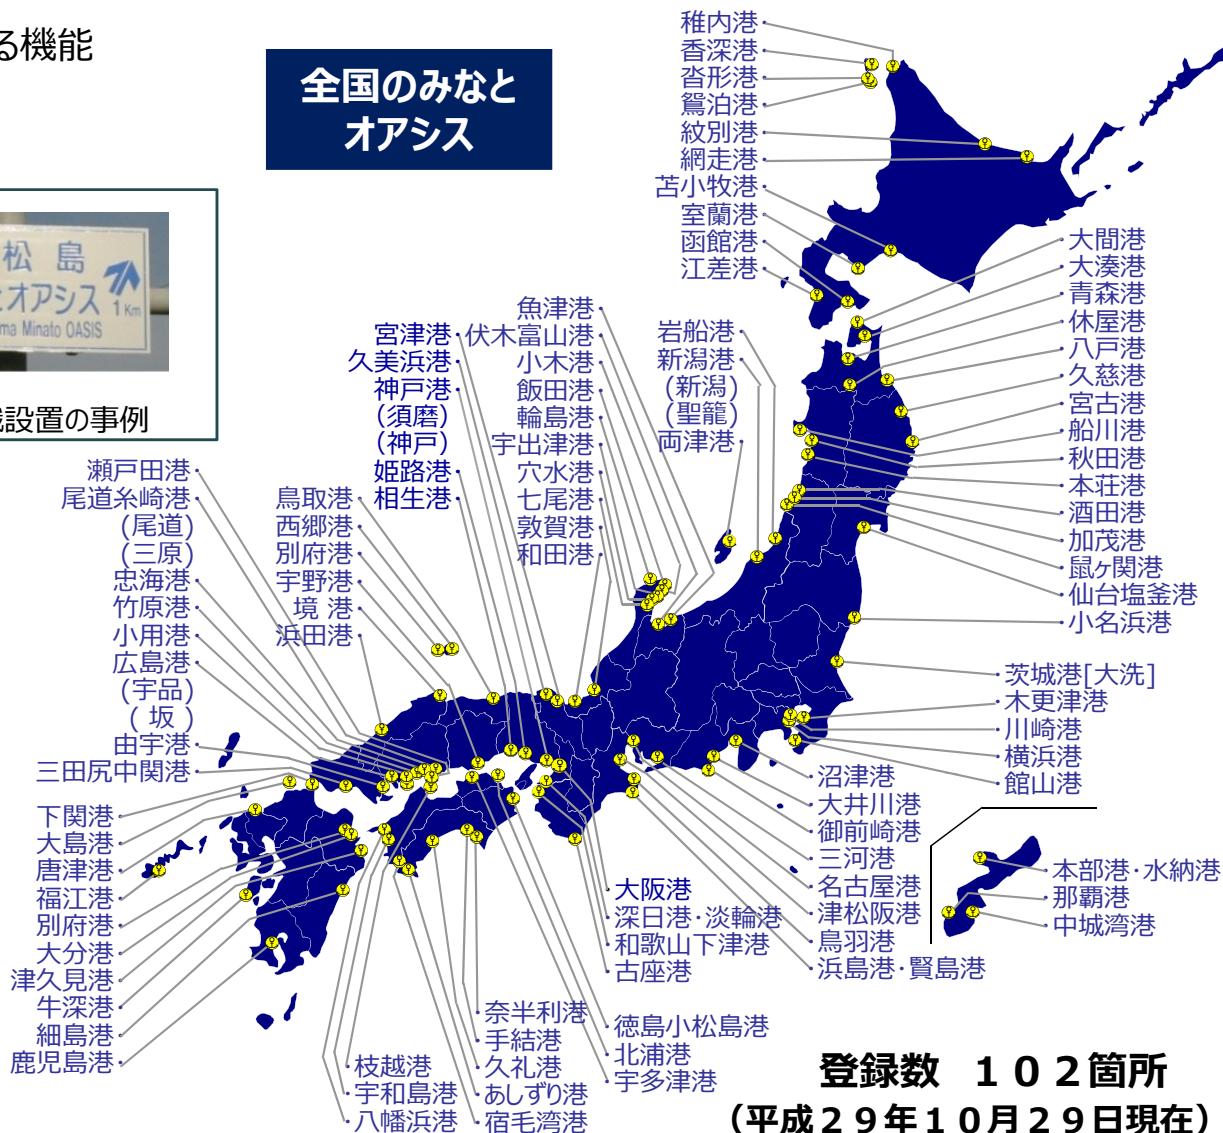 る機能
全国のみなと
オアシス
松島
とオアシス 1Km
ma Minato OASIS
設置の事例
稚内港
香深港
沓形港
鴛泊港
紋別港
網走港
苫小牧港
室蘭港
函館港
江差港
大間港
大湊港
青森港
休屋港
八戸港
久慈港
宮古港
船川港
秋田港
本荘港
酒田港
加茂港
鼠ヶ関港
仙台塩釜港
小名浜港
茨城港[大洗]
木更津港
川崎港
横浜港
館山港
岩船港
新潟港
(新潟)
(聖籠)
両津港
魚津港
伏木富山港
小木港
飯田港
輪島港
宇出津港
穴水港
七尾港
敦賀港
和田港
宮津港
久美浜港
神戸港
(須磨)
(神戸)
姫路港
相生港
鳥取港
西郷港
別府港
宇野港
境 港
浜田港
瀬戸田港
尾道糸崎港
(尾道)
(三原)
忠海港
竹原港
小用港
広島港
(宇品)
( 坂 )
由宇港
三田尻中関港
下関港
大島港
唐津港
福江港
別府港
大分港
津久見港
牛深港
細島港
鹿児島港
枝越港
宇和島港
八幡浜港
奈半利港
手結港
久礼港
あしずり港
宿毛湾港
徳島小松島港
北浦港
宇多津港
大阪港
深日港・淡輪港
和歌山下津港
古座港
沼津港
大井川港
御前崎港
三河港
名古屋港
津松阪港
鳥羽港
浜島港・賢島港
本部港・水納港
那覇港
中城湾港
登録数 １０２箇所
（平成２９年１０月２９日現在）